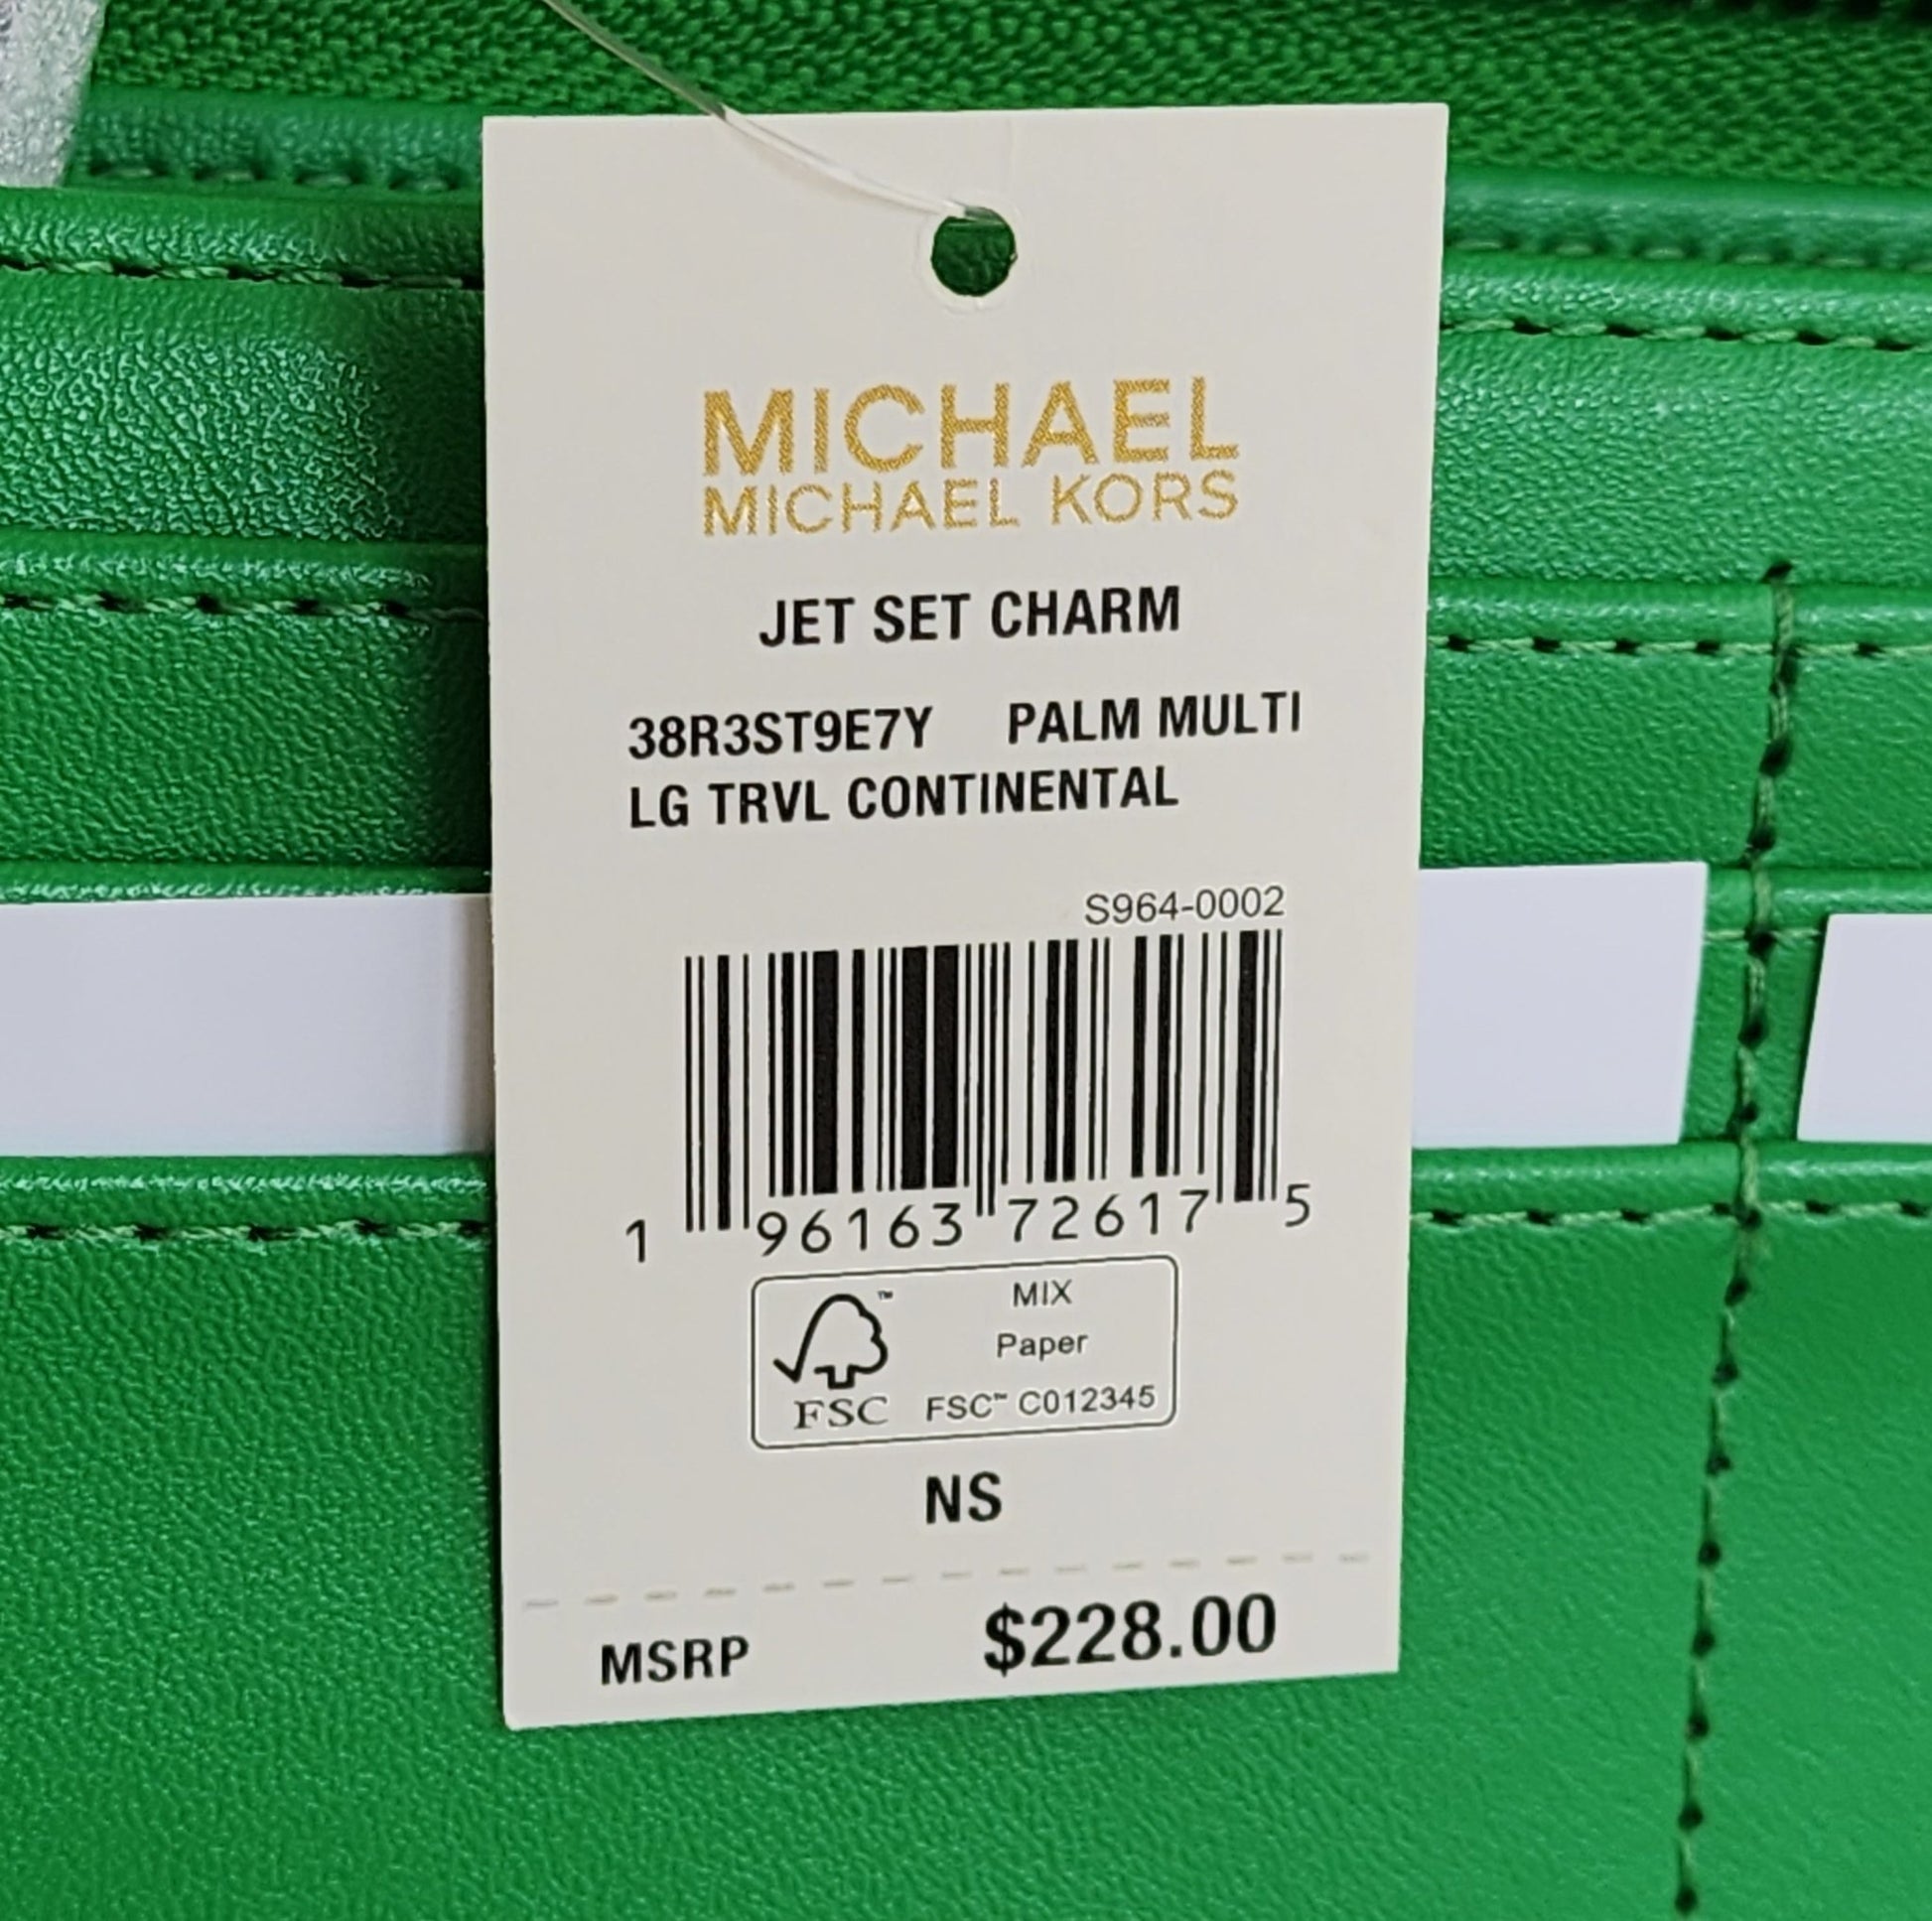 MICHAEL
MICHAEL KORS
JET SET CHARM
38R3ST9E7Y PALM MULTI
LG TRVL CONTINENTAL
S964-0002
1 96163 72617 5
MIX
Paper
FSC™ C012345
™
FSC
NS
MSRP $228.00